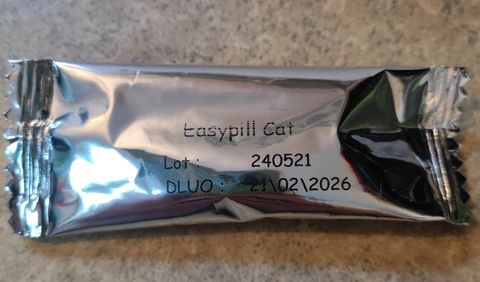 Easypill Cat
Lot : 240521
DLUO : 21\02\2026